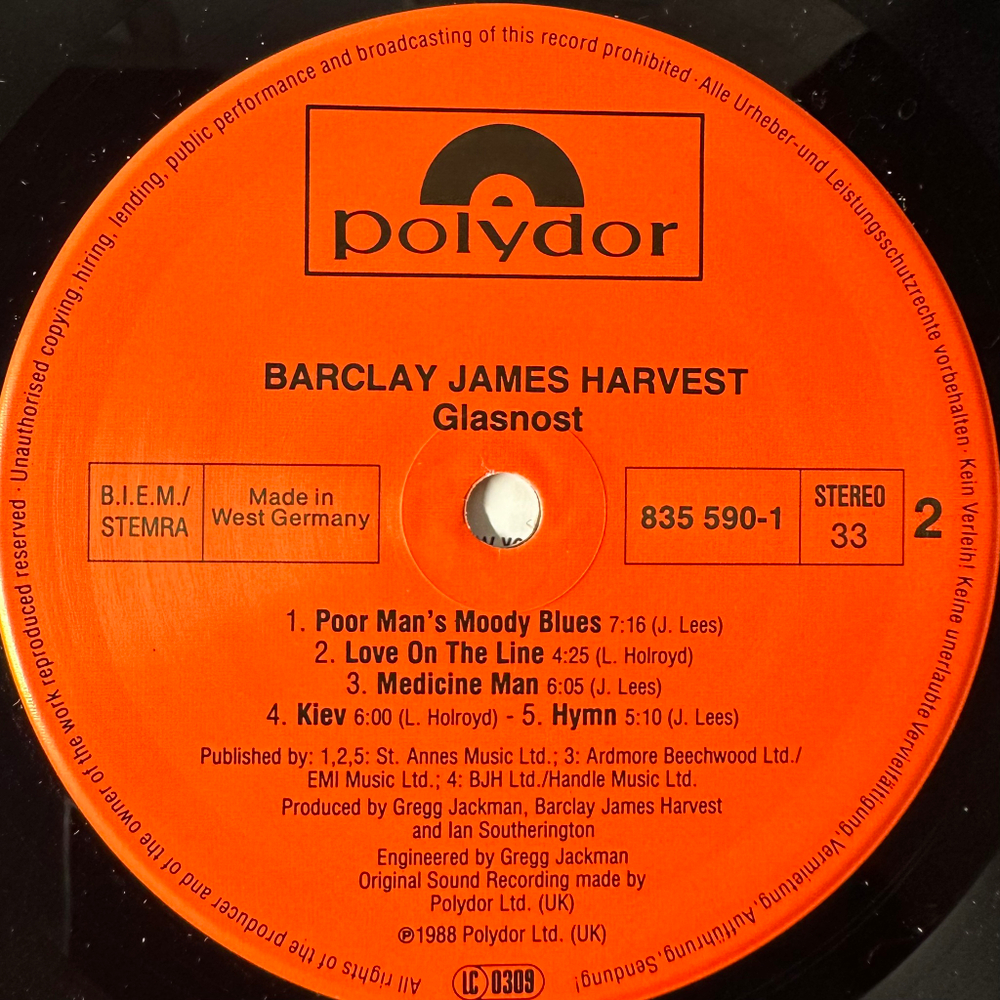 All rights of the producer and of the owner of the work reproduced reserved · Unauthorised copying, hiring, lending, public performance and broadcasting of this record prohibited · Alle Urheber-und Leistungsschutzrechte vorbehalten · Kein Verleih! Keine unerlaubte Vervielfältigung, Vermietung, Aufführung, Sendung!
polydor
BARCLAY JAMES HARVEST
Glasnost
B.I.E.M./
STEMRA
Made in
West Germany
835 590-1
STEREO
33
2
1. Poor Man's Moody Blues 7:16 (J. Lees)
2. Love On The Line 4:25 (L. Holroyd)
3. Medicine Man 6:05 (J. Lees)
4. Kiev 6:00 (L. Holroyd) - 5. Hymn 5:10 (J. Lees)
Published by: 1,2,5: St. Annes Music Ltd.; 3: Ardmore Beechwood Ltd./
EMI Music Ltd.; 4: BJH Ltd./Handle Music Ltd.
Produced by Gregg Jackman, Barclay James Harvest
and Ian Southerington
Engineered by Gregg Jackman
Original Sound Recording made by
Polydor Ltd. (UK)
℗1988 Polydor Ltd. (UK)
LC 0309